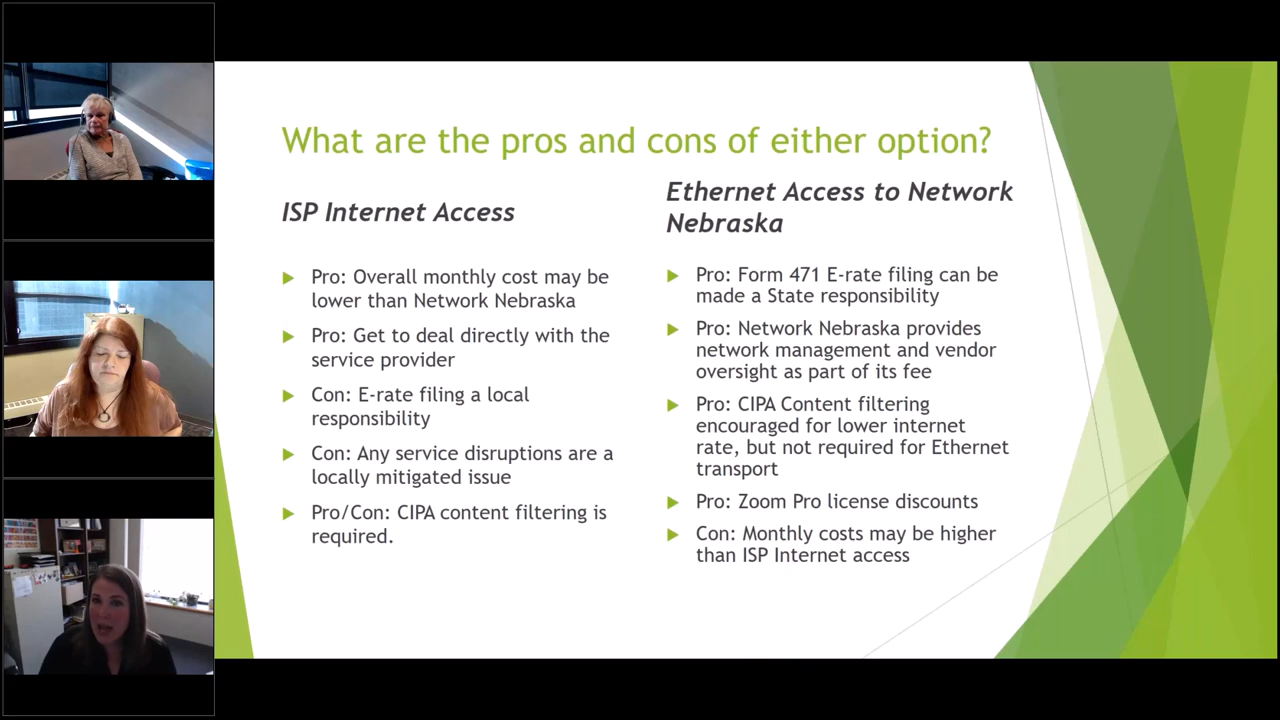 What are the pros and cons of either option?
ISP Internet Access
Pro: Overall monthly cost may be
lower than Network Nebraska
Pro: Get to deal directly with the
service provider
Con: E-rate filing a local
responsibility
Con: Any service disruptions are a
locally mitigated issue
Pro/Con: CIPA content filtering is
required.
Ethernet Access to Network
Nebraska
Pro: Form 471 E-rate filing can be
made a State responsibility
Pro: Network Nebraska provides
network management and vendor
oversight as part of its fee
Pro: CIPA Content filtering
encouraged for lower internet
rate, but not required for Ethernet
transport
Pro: Zoom Pro license discounts
Con: Monthly costs may be higher
than ISP Internet access